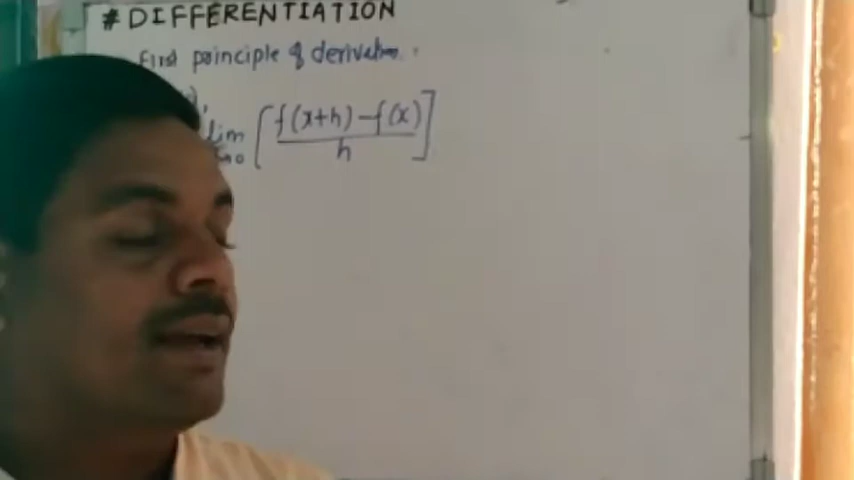 # DIFFERENTIATION
First principle of derivative.
lim [ f(x+h) - f(x) / h ]